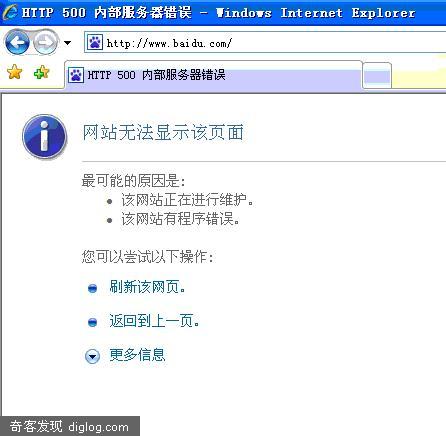 HTTP 500 内部服务器错误 - Windows Internet Explorer
http://www.baidu.com/
HTTP 500 内部服务器错误
网站无法显示该页面
最可能的原因是:
该网站正在进行维护。
该网站有程序错误。
您可以尝试以下操作:
刷新该网页。
返回到上一页。
更多信息
奇客发现 diglog.com